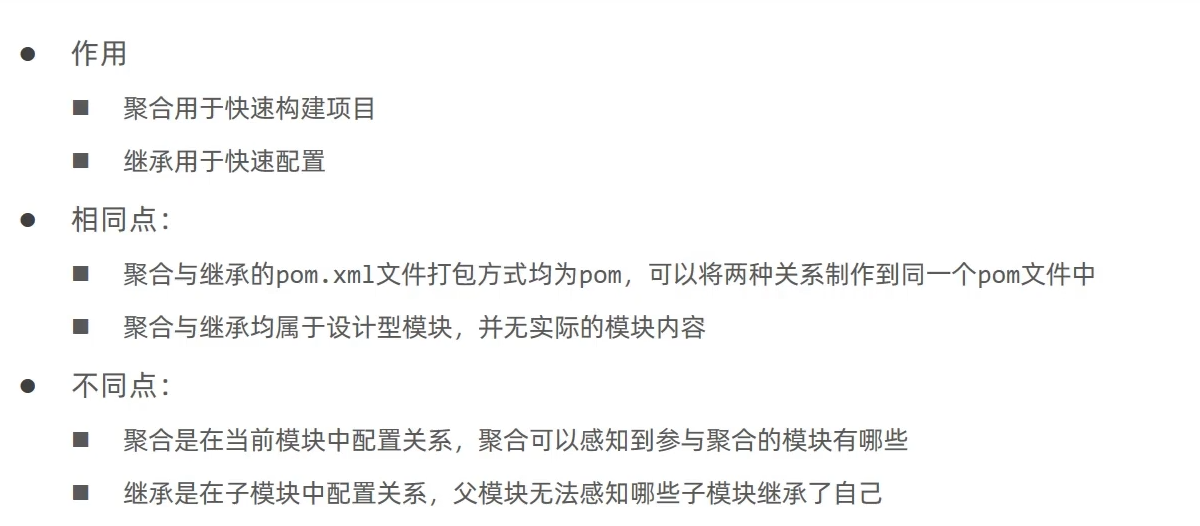 作用
聚合用于快速构建项目
继承用于快速配置
相同点：
聚合与继承的pom.xml文件打包方式均为pom，可以将两种关系制作到同一个pom文件中
聚合与继承均属于设计型模块，并无实际的模块内容
不同点：
聚合是在当前模块中配置关系，聚合可以感知到参与聚合的模块有哪些
继承是在子模块中配置关系，父模块无法感知哪些子模块继承了自己